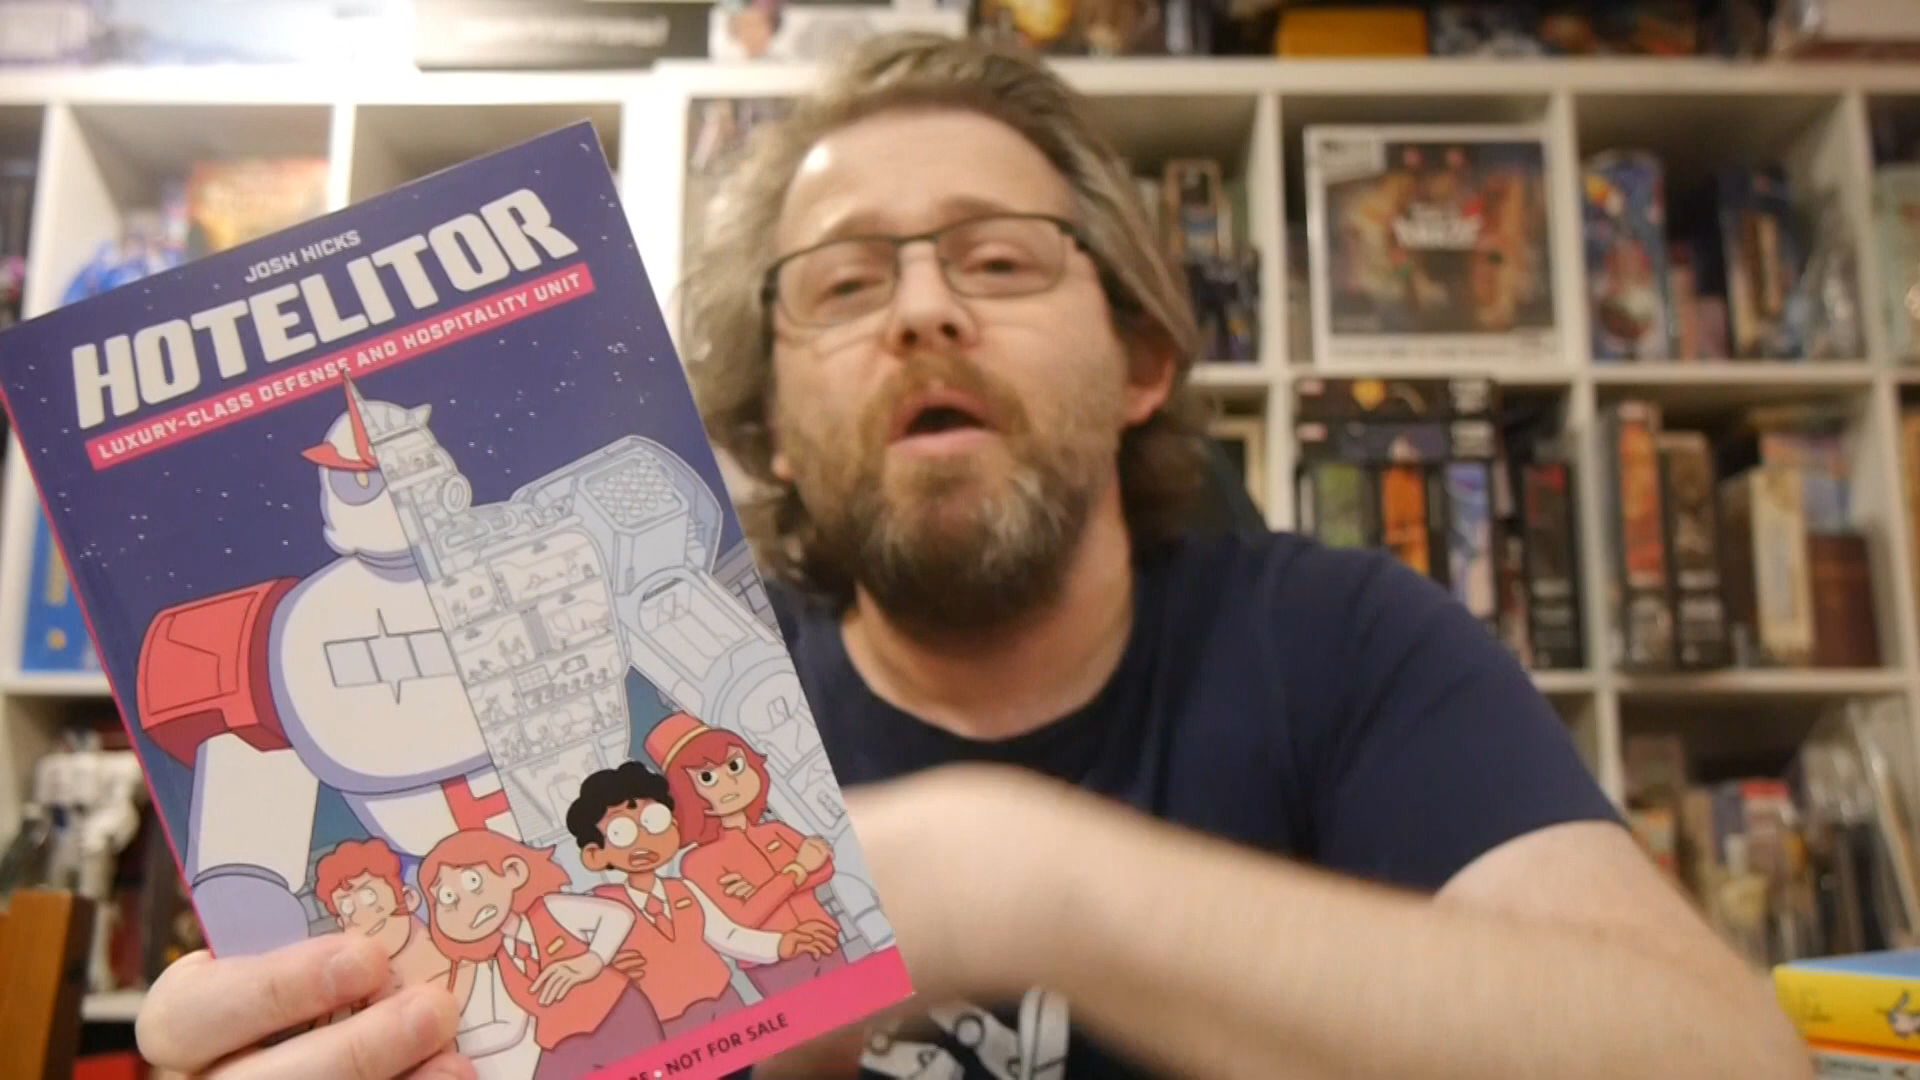 JOSH HICKS
HOTELITOR
LUXURY-CLASS DEFENSE AND HOSPITALITY UNIT
• NOT FOR SALE